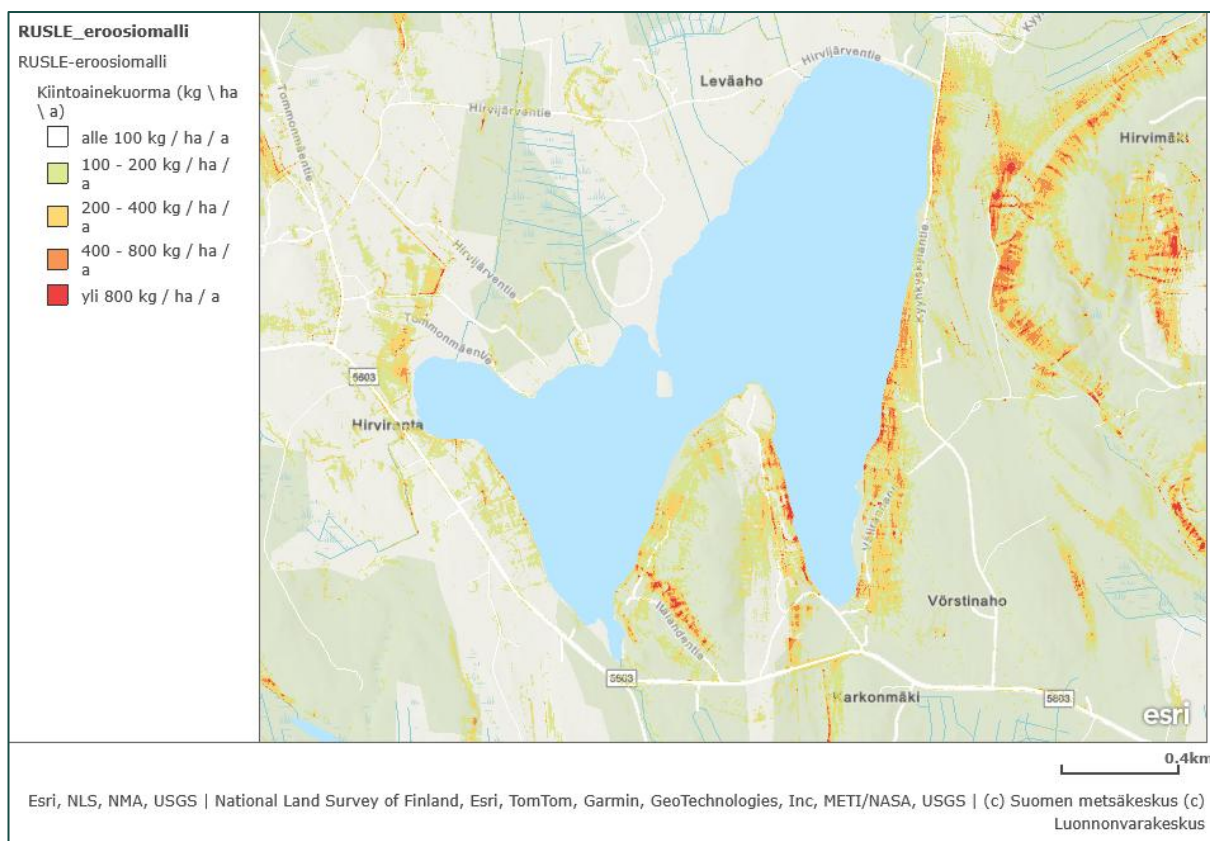 RUSLE_eroosiomalli
RUSLE-eroosiomalli
Kiintoainekuorma (kg \ ha
\ a)
alle 100 kg / ha / a
100 - 200 kg / ha /
a
200 - 400 kg / ha /
a
400 - 800 kg / ha /
a
yli 800 kg / ha / a
Leväaho
Hirvijärventie
Hirvijärventie
Tommonmäentie
Hirvimäki
Kyyhkyskyläntie
Hirvijärventie
Tommonmäentie
5603
Hirviranta
Vörstinaho
5603
Karkonmäki
5603
esri
0.4km
Esri, NLS, NMA, USGS | National Land Survey of Finland, Esri, TomTom, Garmin, GeoTechnologies, Inc, METI/NASA, USGS | (c) Suomen metsäkeskus (c)
Luonnonvarakeskus